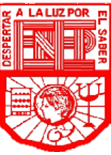 DESPERTAR A LA LUZ POR EL SABER
ENP